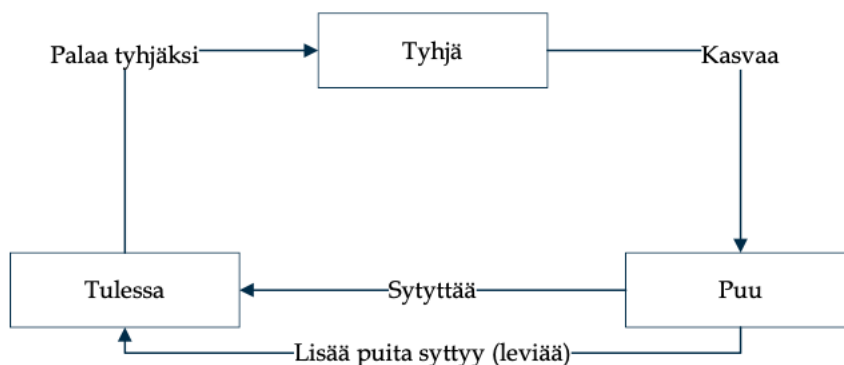 Palaa tyhjäksi
Tyhjä
Kasvaa
Tulessa
Sytyttää
Puu
Lisää puita syttyy (leviää)